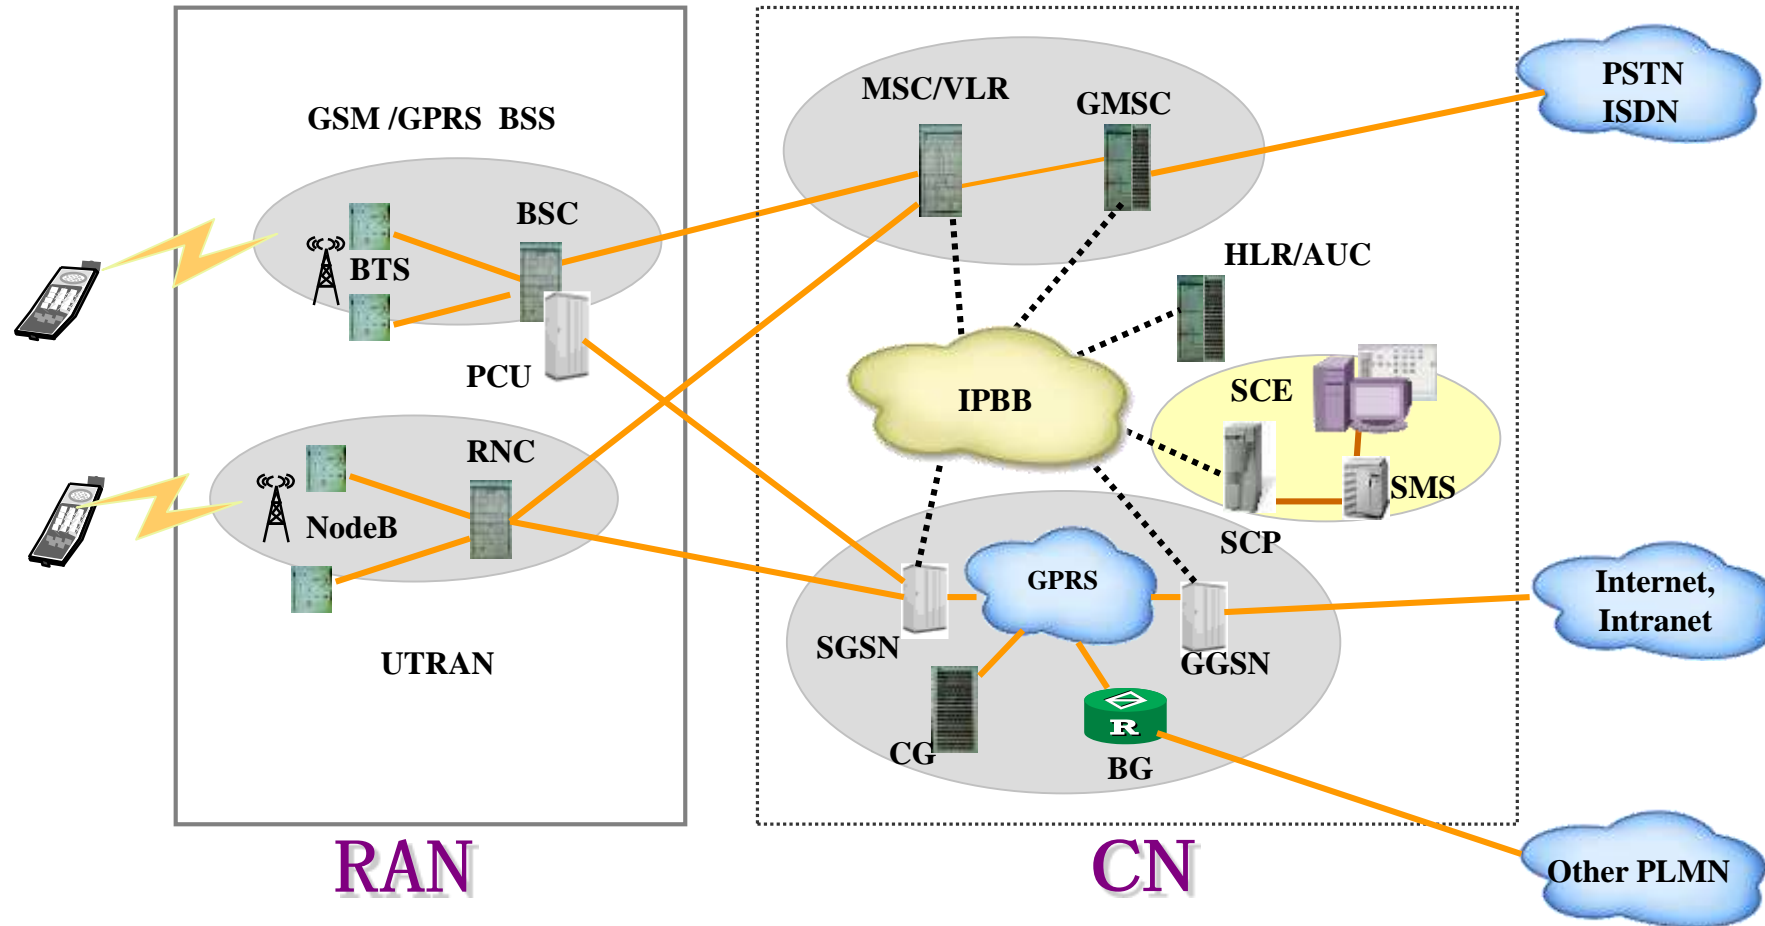 GSM /GPRS BSS
BTS
BSC
PCU
RNC
NodeB
UTRAN
RAN
MSC/VLR
GMSC
HLR/AUC
IPBB
SCE
SMS
SCP
GPRS
SGSN
GGSN
CG
R
BG
CN
PSTN
ISDN
Internet,
Intranet
Other PLMN